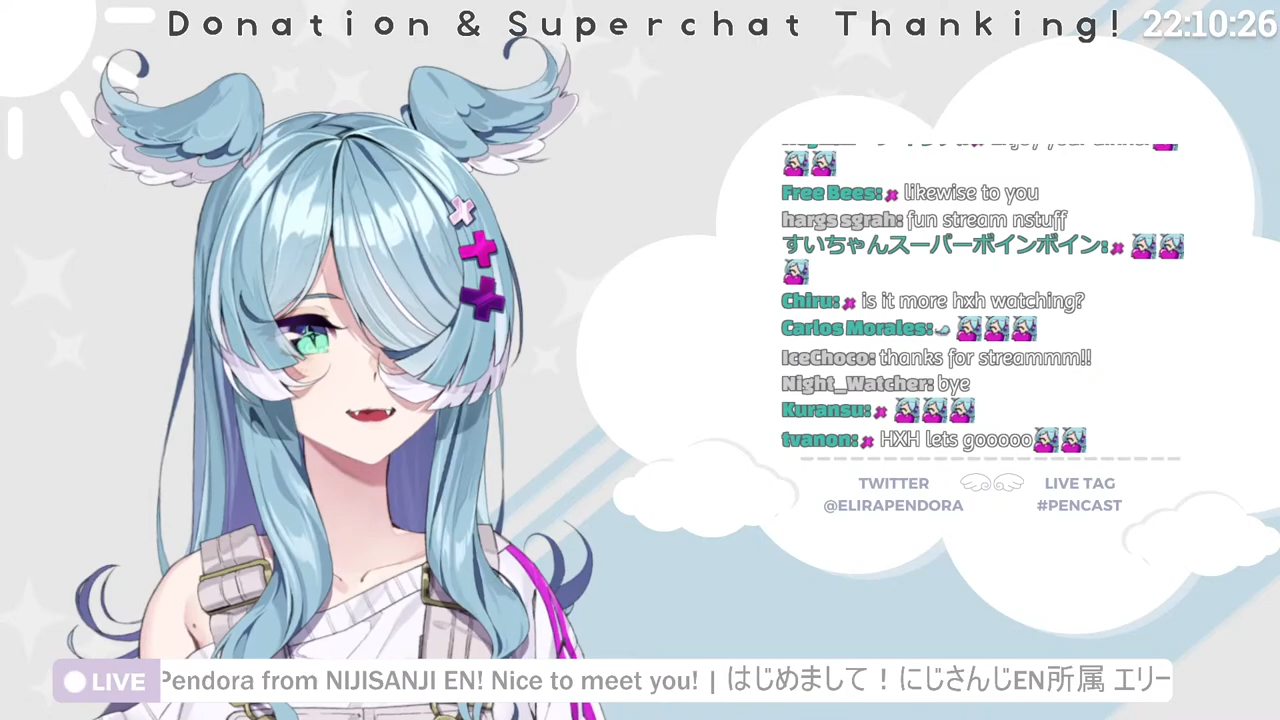 Donation & Superchat Thanking!
22:10:26
Free Bees: likewise to you
hargs sgrah: fun stream nstuff
すいちゃんスーパーボインボイン:
Chiru: is it more hxh watching?
Carlos Morales:
IceChoco: thanks for streammm!!
Night_Watcher: bye
Kuransu:
tvanon: HXH lets gooooo
TWITTER
@ELIRAPENDORA
LIVE TAG
#PENCAST
LIVE
Pendora from NIJISANJI EN! Nice to meet you! | はじめまして！にじさんじEN所属 エリー